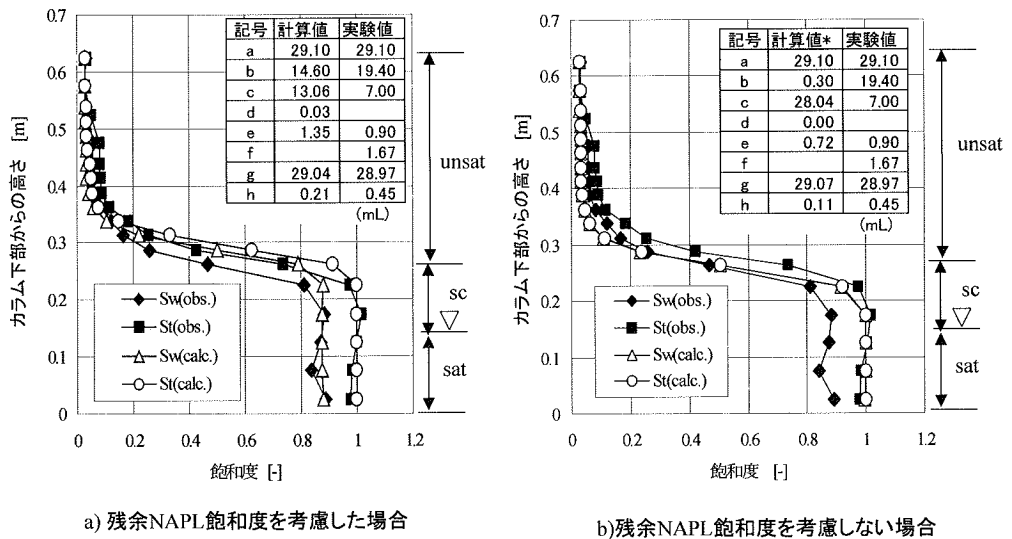 0.7
0.6
0.5
0.4
0.3
0.2
0.1
0
カラム下部からの高さ [m]
0 0.2 0.4 0.6 0.8 1 1.2
飽和度 [-]
記号 計算値 実験値
a 29.10 29.10
b 14.60 19.40
c 13.06 7.00
d 0.03
e 1.35 0.90
f 1.67
g 29.04 28.97
h 0.21 0.45
(mL)
Sw(obs.)
St(obs.)
Sw(calc.)
St(calc.)
unsat
sc
sat
a) 残余NAPL飽和度を考慮した場合
0.7
0.6
0.5
0.4
0.3
0.2
0.1
0
カラム下部からの高さ [m]
0 0.2 0.4 0.6 0.8 1 1.2
飽和度 [-]
記号 計算値* 実験値
a 29.10 29.10
b 0.30 19.40
c 28.04 7.00
d 0.00
e 0.72 0.90
f 1.67
g 29.07 28.97
h 0.11 0.45
(mL)
Sw(obs.)
St(obs.)
Sw(calc.)
St(calc.)
unsat
sc
sat
b)残余NAPL飽和度を考慮しない場合